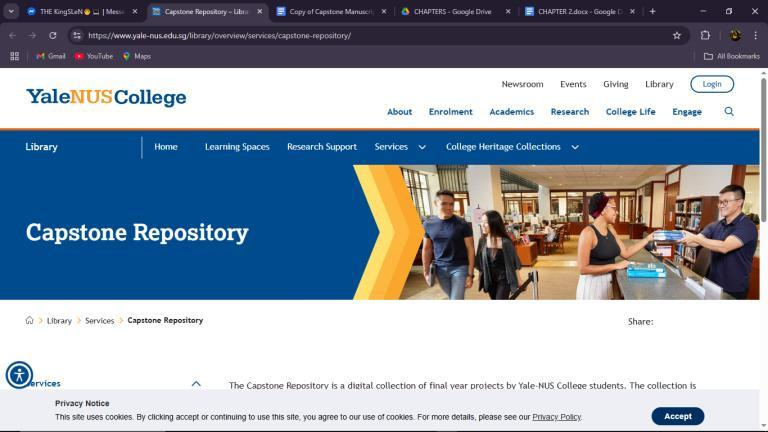 THE KingSLeN | Messe
Capstone Repository – Libra
Copy of Capstone Manuscrip
CHAPTERS - Google Drive
CHAPTER 2.docx - Google D
https://www.yale-nus.edu.sg/library/overview/services/capstone-repository/
Gmail YouTube Maps All Bookmarks
Newsroom Events Giving Library Login
YaleNUSCollege
About Enrolment Academics Research College Life Engage
Library Home Learning Spaces Research Support Services College Heritage Collections
Capstone Repository
Library Services Capstone Repository
Share:
ervices
The Capstone Repository is a digital collection of final year projects by Yale-NUS College students. The collection is
Privacy Notice
This site uses cookies. By clicking accept or continuing to use this site, you agree to our use of cookies. For more details, please see our Privacy Policy.
Accept